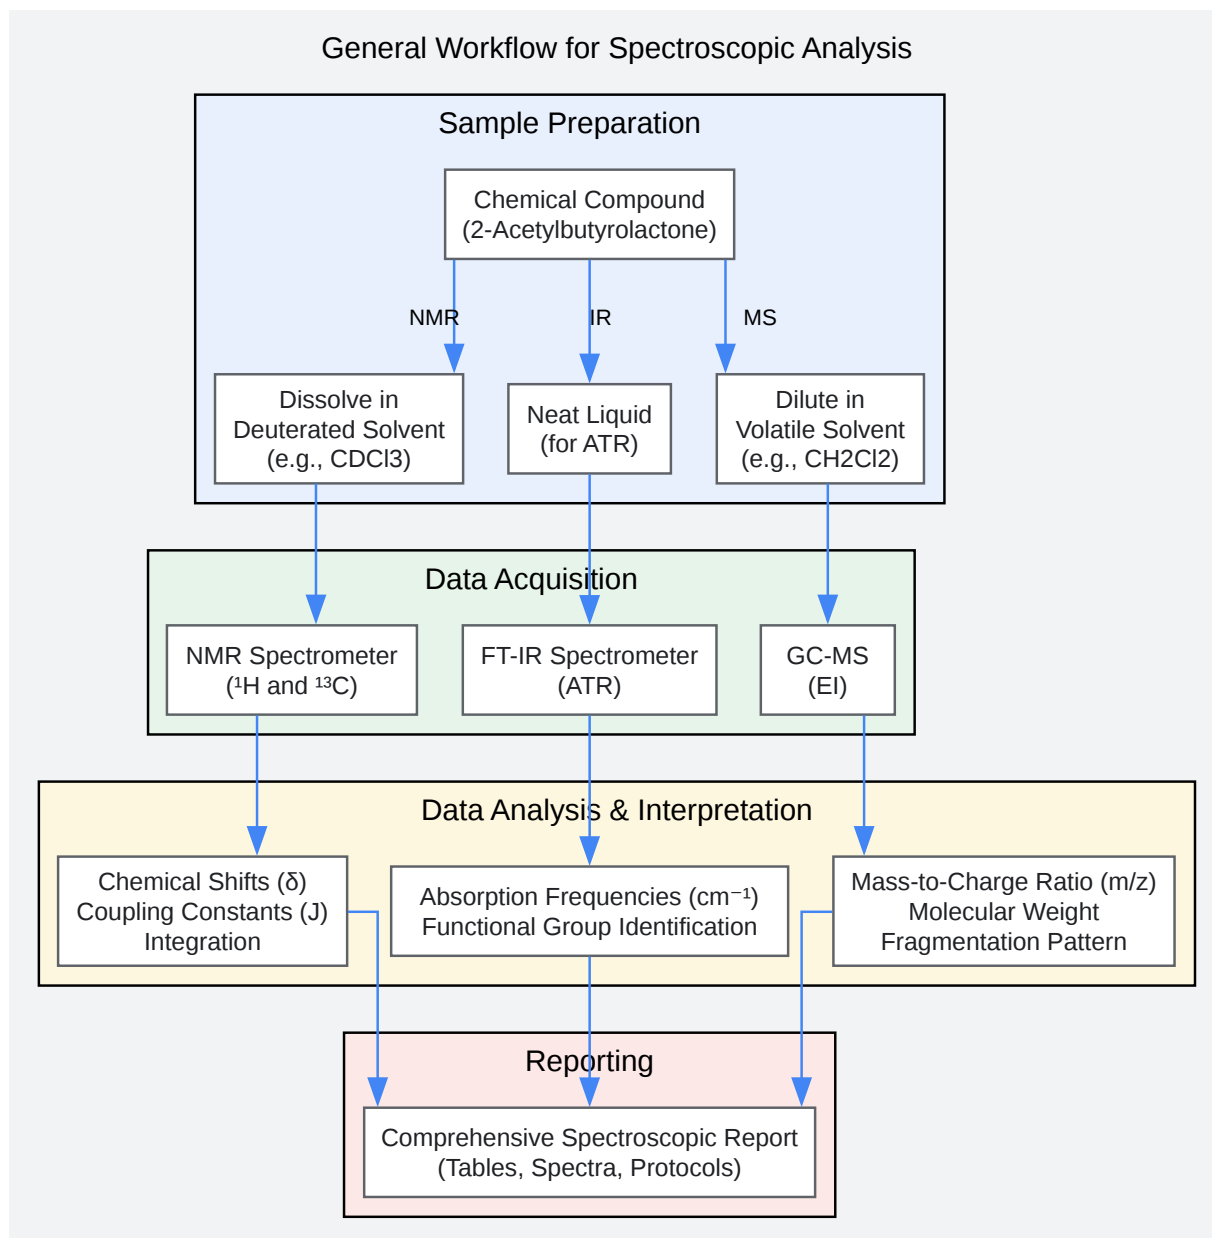 General Workflow for Spectroscopic Analysis
Sample Preparation
Chemical Compound
(2-Acetylbutyrolactone)
NMR
IR
MS
Dissolve in
Deuterated Solvent
(e.g., CDCl3)
Neat Liquid
(for ATR)
Dilute in
Volatile Solvent
(e.g., CH2Cl2)
Data Acquisition
NMR Spectrometer
(¹H and ¹³C)
FT-IR Spectrometer
(ATR)
GC-MS
(EI)
Data Analysis & Interpretation
Chemical Shifts (δ)
Coupling Constants (J)
Integration
Absorption Frequencies (cm⁻¹)
Functional Group Identification
Mass-to-Charge Ratio (m/z)
Molecular Weight
Fragmentation Pattern
Reporting
Comprehensive Spectroscopic Report
(Tables, Spectra, Protocols)